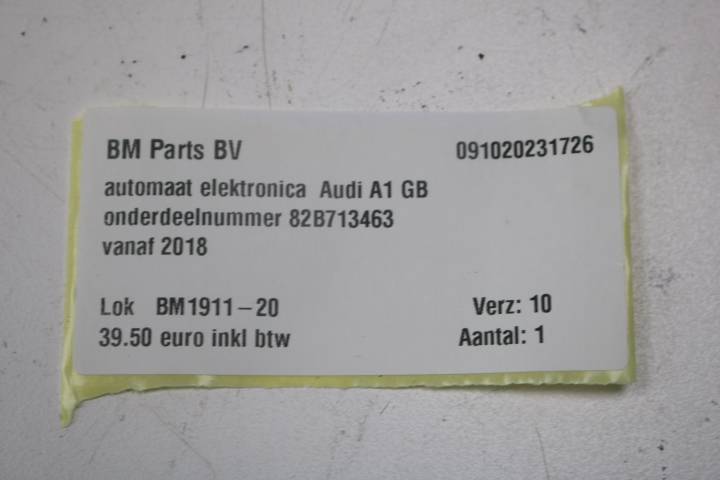 BM Parts BV 091020231726
automaat elektronica Audi A1 GB
onderdeelnummer 82B713463
vanaf 2018
Lok BM1911-20 Verz: 10
39.50 euro inkl btw Aantal: 1